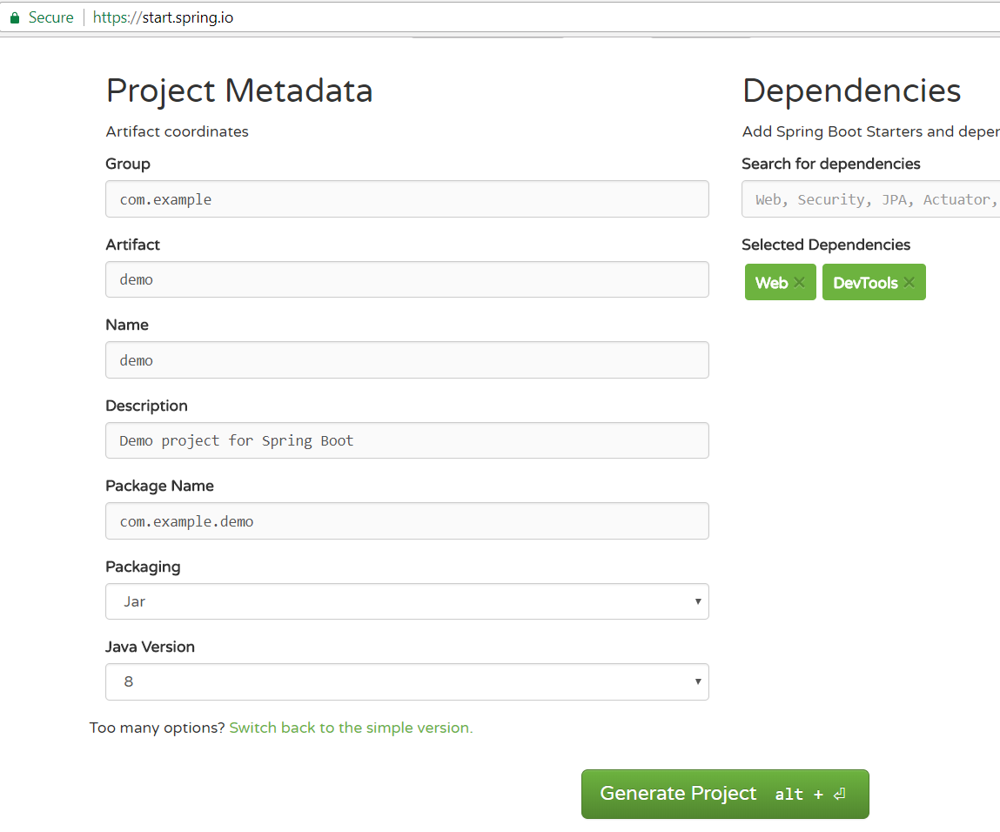 Secure https://start.spring.io
Project Metadata
Artifact coordinates
Group
com.example
Artifact
demo
Name
demo
Description
Demo project for Spring Boot
Package Name
com.example.demo
Packaging
Jar
Java Version
8
Too many options? Switch back to the simple version.
Dependencies
Add Spring Boot Starters and deper
Search for dependencies
Web, Security, JPA, Actuator,
Selected Dependencies
Web × DevTools ×
Generate Project alt + ⏎